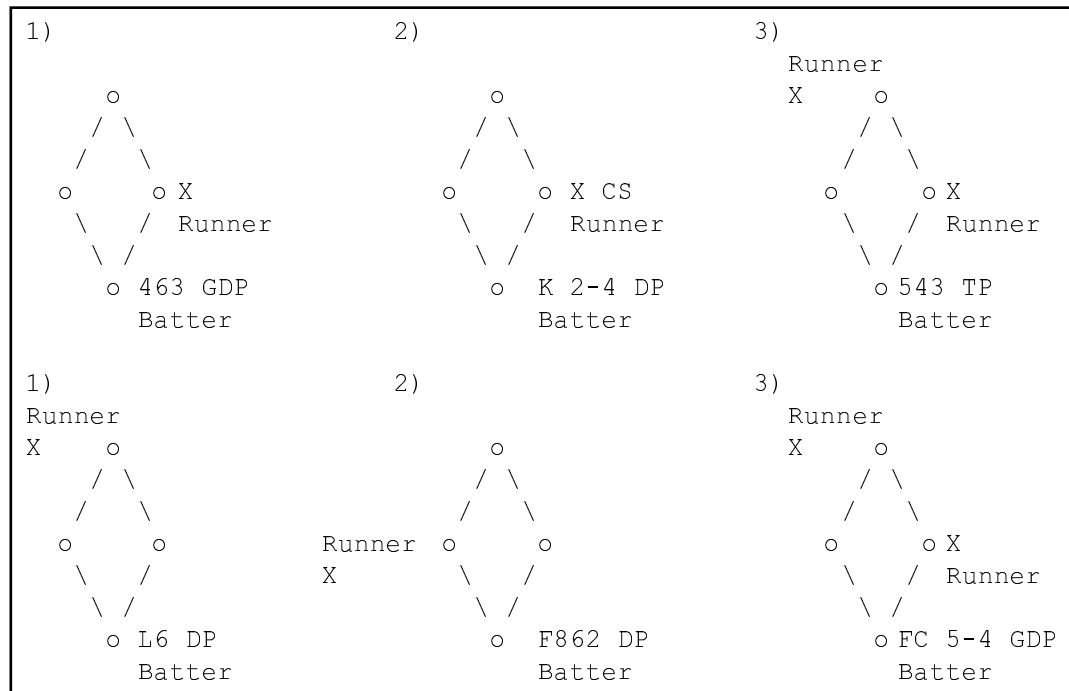 1) 2) 3)
Runner
o o X o
/ \ / \ / \
/ \ / \ / \
o o X o o X CS o o X
\ / Runner \ / Runner \ / Runner
\ / \ / \ /
o 463 GDP o K 2-4 DP o 543 TP
Batter Batter Batter
1) 2) 3)
Runner Runner
X o o X o
/ \ / \ / \
/ \ / \ / \
o o Runner o o o o X
\ / X \ / \ / Runner
\ / \ / \ /
o L6 DP o F862 DP o FC 5-4 GDP
Batter Batter Batter